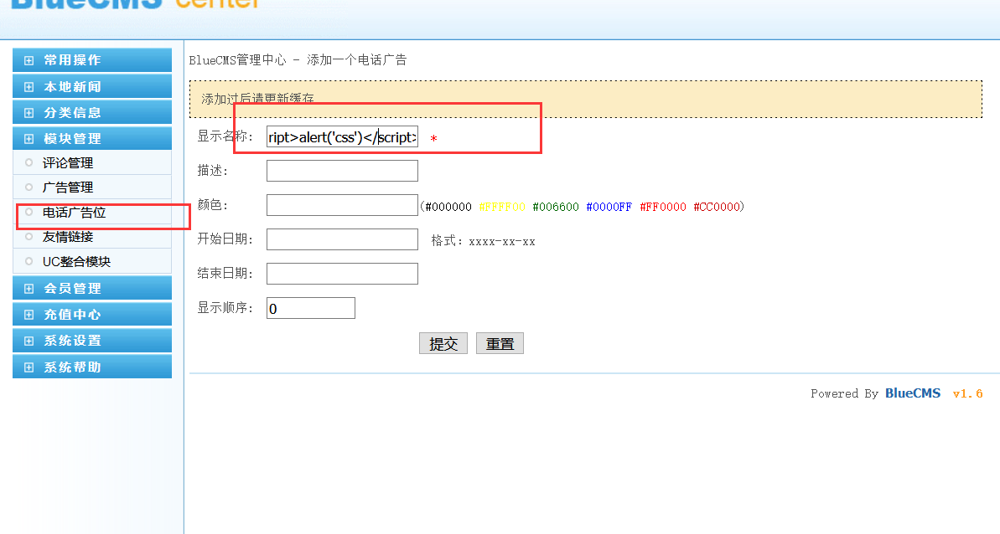 BlueCMS center
常用操作
本地新闻
分类信息
模块管理
评论管理
广告管理
电话广告位
友情链接
UC整合模块
会员管理
充值中心
系统设置
系统帮助
BlueCMS管理中心 - 添加一个电话广告
添加过后请更新缓存
显示名称: ript>alert('css')</script> *
描述:
颜色: (#000000 #FFFF00 #006600 #0000FF #FF0000 #CC0000)
开始日期: 格式: xxxx-xx-xx
结束日期:
显示顺序: 0
提交 重置
Powered By BlueCMS v1.6